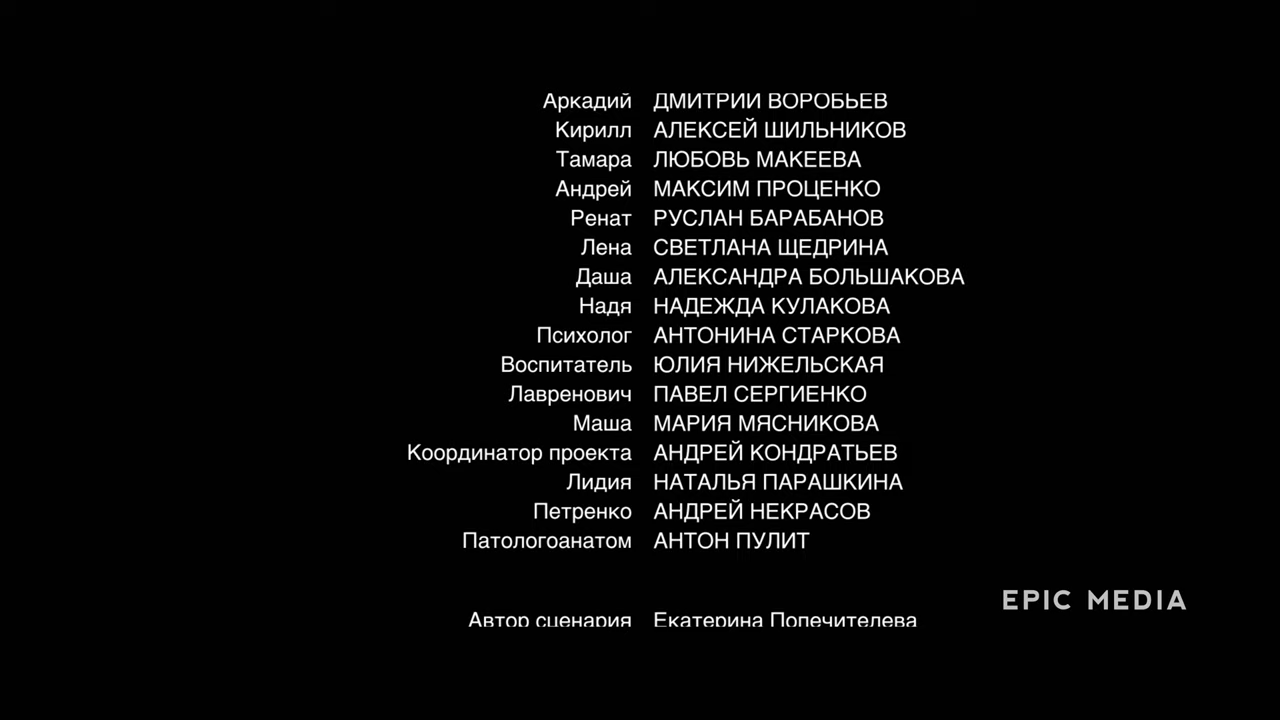 Аркадий ДМИТРИЙ ВОРОБЬЕВ
Кирилл АЛЕКСЕЙ ШИЛЬНИКОВ
Тамара ЛЮБОВЬ МАКЕЕВА
Андрей МАКСИМ ПРОЦЕНКО
Ренат РУСЛАН БАРАБАНОВ
Лена СВЕТЛАНА ЩЕДРИНА
Даша АЛЕКСАНДРА БОЛЬШАКОВА
Надя НАДЕЖДА КУЛАКОВА
Психолог АНТОНИНА СТАРКОВА
Воспитатель ЮЛИЯ НИЖЕЛЬСКАЯ
Лавренович ПАВЕЛ СЕРГИЕНКО
Маша МАРИЯ МЯСНИКОВА
Координатор проекта АНДРЕЙ КОНДРАТЬЕВ
Лидия НАТАЛЬЯ ПАРАШКИНА
Петренко АНДРЕЙ НЕКРАСОВ
Патологоанатом АНТОН ПУЛИТ
EPIC MEDIA
Автор сценария Екатерина Попечителева